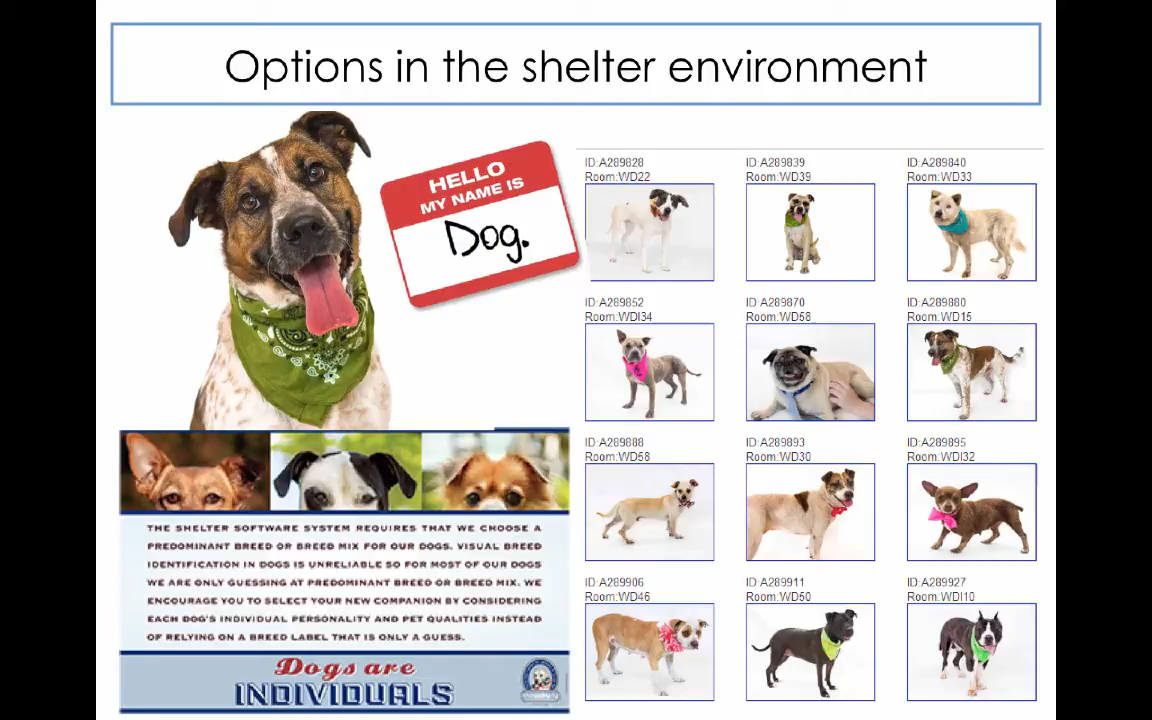 Options in the shelter environment
HELLO
MY NAME IS
Dog.
ID:A289828
Room:WD22
ID:A289839
Room:WD39
ID:A289840
Room:WD33
ID:A289852
Room:WDI34
ID:A289870
Room:WD58
ID:A289880
Room:WD15
ID:A289888
Room:WD58
ID:A289893
Room:WD30
ID:A289895
Room:WDI32
ID:A289906
Room:WD46
ID:A289911
Room:WD50
ID:A289927
Room:WDI10
THE SHELTER SOFTWARE SYSTEM REQUIRES THAT WE CHOOSE A
PREDOMINANT BREED OR BREED MIX FOR OUR DOGS. VISUAL BREED
IDENTIFICATION IN DOGS IS UNRELIABLE SO FOR MOST OF OUR DOGS
WE ARE ONLY GUESSING AT PREDOMINANT BREED OR BREED MIX. WE
ENCOURAGE YOU TO SELECT YOUR NEW COMPANION BY CONSIDERING
EACH DOG'S INDIVIDUAL PERSONALITY AND PET QUALITIES INSTEAD
OF RELYING ON A BREED LABEL THAT IS ONLY A GUESS.
Dogs are
INDIVIDUALS